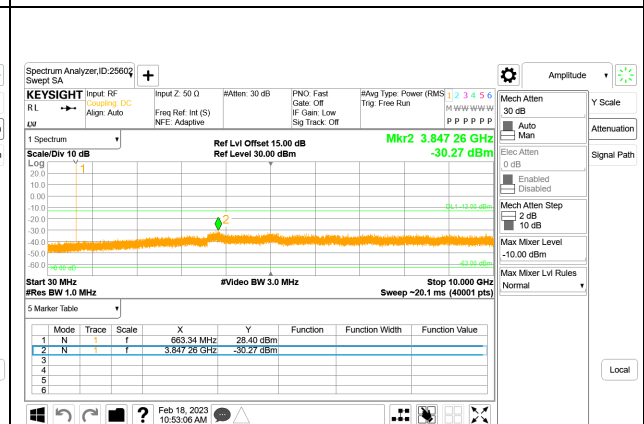 Spectrum Analyzer,ID:25602
Swept SA
Amplitude
KEYSIGHT
RL
LXI
Input: RF
Coupling: DC
Align: Auto
Input Z: 50 Ω
Freq Ref: Int (S)
NFE: Adaptive
#Atten: 30 dB
PNO: Fast
Gate: Off
IF Gain: Low
Sig Track: Off
#Avg Type: Power (RMS
Trig: Free Run
1 2 3 4 5 6
M W W W W W
P P P P P P
1 Spectrum
Scale/Div 10 dB
Ref Lvl Offset 15.00 dB
Ref Level 30.00 dBm
Mkr2 3.847 26 GHz
-30.27 dBm
Log
20.0
10.0
0.00
-10.0
-20.0
-30.0
-40.0
-50.0
-60.0
1
2
DL1 -13.00 dBm
>0.00 dB
-63.00 dBm
Start 30 MHz
#Res BW 1.0 MHz
#Video BW 3.0 MHz
Stop 10.000 GHz
Sweep ~20.1 ms (40001 pts)
5 Marker Table
Mode Trace Scale X Y Function Function Width Function Value
1 N 1 f 663.34 MHz 28.40 dBm
2 N 1 f 3.847 26 GHz -30.27 dBm
3
4
5
6
Feb 18, 2023
10:53:06 AM
?
Mech Atten
30 dB
Auto
Man
Elec Atten
0 dB
Enabled
Disabled
Mech Atten Step
2 dB
10 dB
Max Mixer Level
-10.00 dBm
Max Mixer Lvl Rules
Normal
Y Scale
Attenuation
Signal Path
Local